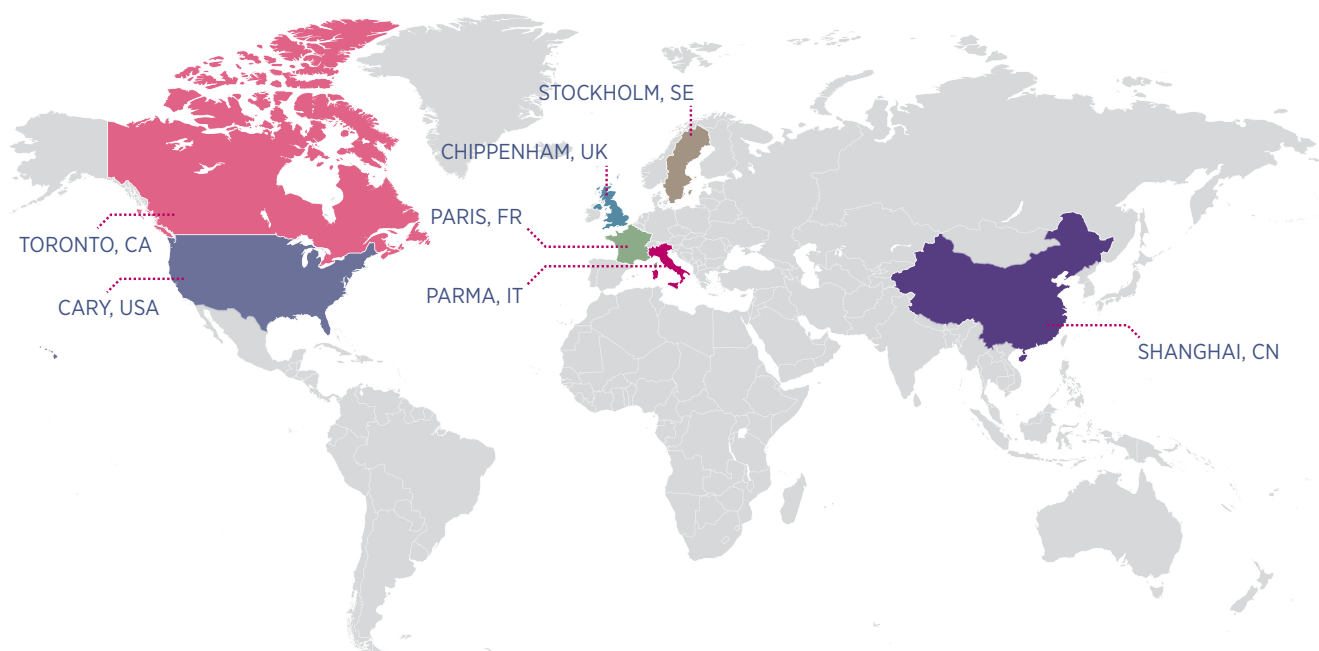 STOCKHOLM, SE
CHIPPENHAM, UK
PARIS, FR
TORONTO, CA
PARMA, IT
CARY, USA
SHANGHAI, CN